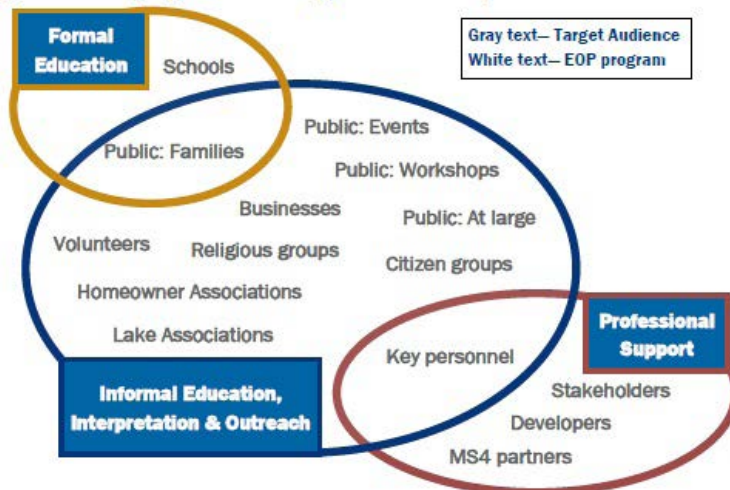 Formal
Education
Schools
Gray text— Target Audience
White text— EOP program
Public: Families
Public: Events
Public: Workshops
Businesses
Public: At large
Volunteers
Religious groups
Citizen groups
Homeowner Associations
Lake Associations
Key personnel
Professional
Support
Informal Education,
Interpretation & Outreach
Stakeholders
Developers
MS4 partners